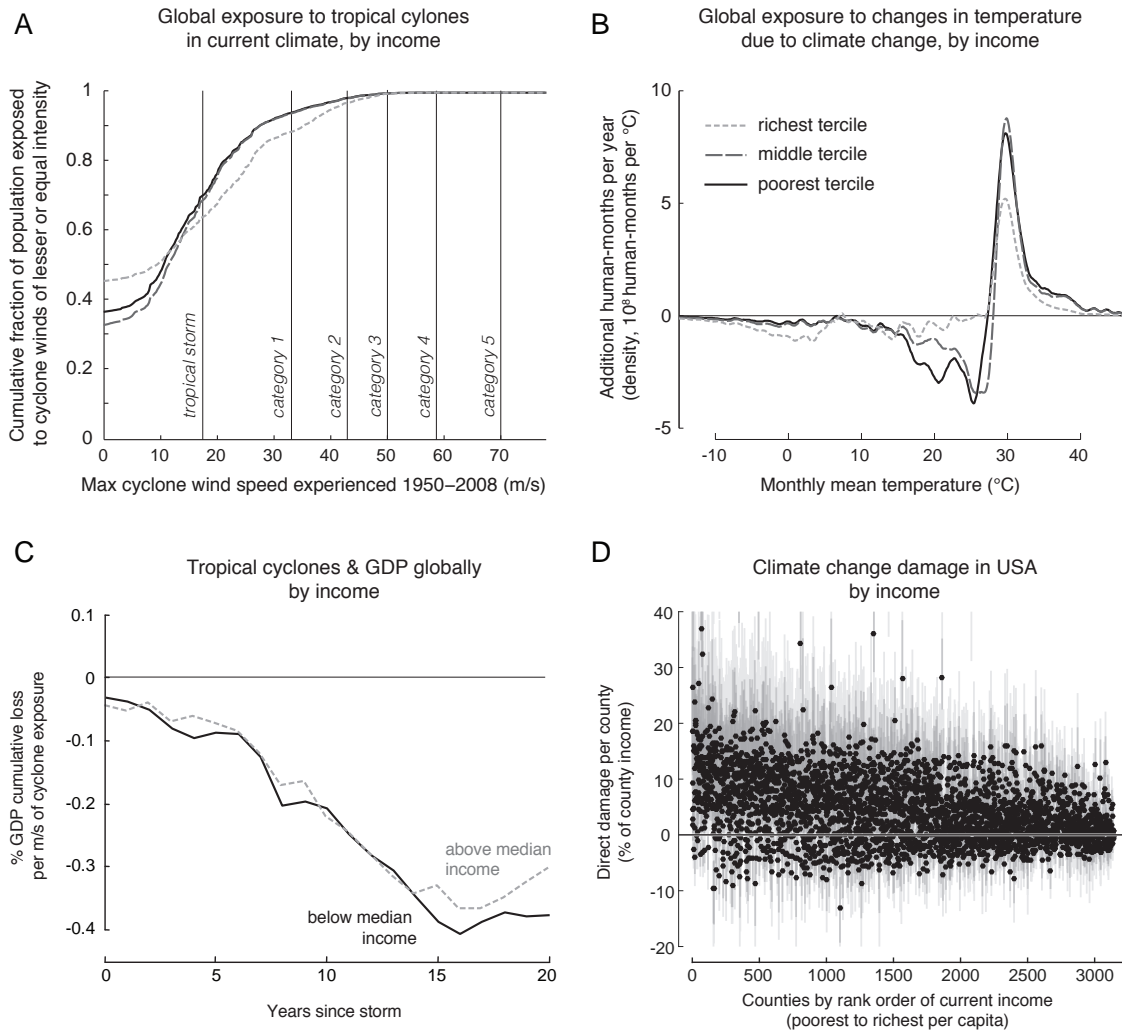 A
Global exposure to tropical cyclones
in current climate, by income
Cumulative fraction of population exposed
to cyclone winds of lesser or equal intensity
1
0.8
0.6
0.4
0.2
0
tropical storm
category 1
category 2
category 3
category 4
category 5
0 10 20 30 40 50 60 70
Max cyclone wind speed experienced 1950–2008 (m/s)
B
Global exposure to changes in temperature
due to climate change, by income
Additional human-months per year
(density, 10⁸ human-months per °C)
10
5
0
-5
richest tercile
middle tercile
poorest tercile
-10 0 10 20 30 40
Monthly mean temperature (°C)
C
Tropical cyclones & GDP globally
by income
% GDP cumulative loss
per m/s of cyclone exposure
0.1
0
-0.1
-0.2
-0.3
-0.4
above median
income
below median
income
0 5 10 15 20
Years since storm
D
Climate change damage in USA
by income
Direct damage per county
(% of county income)
40
30
20
10
0
-10
-20
0 500 1000 1500 2000 2500 3000
Counties by rank order of current income
(poorest to richest per capita)